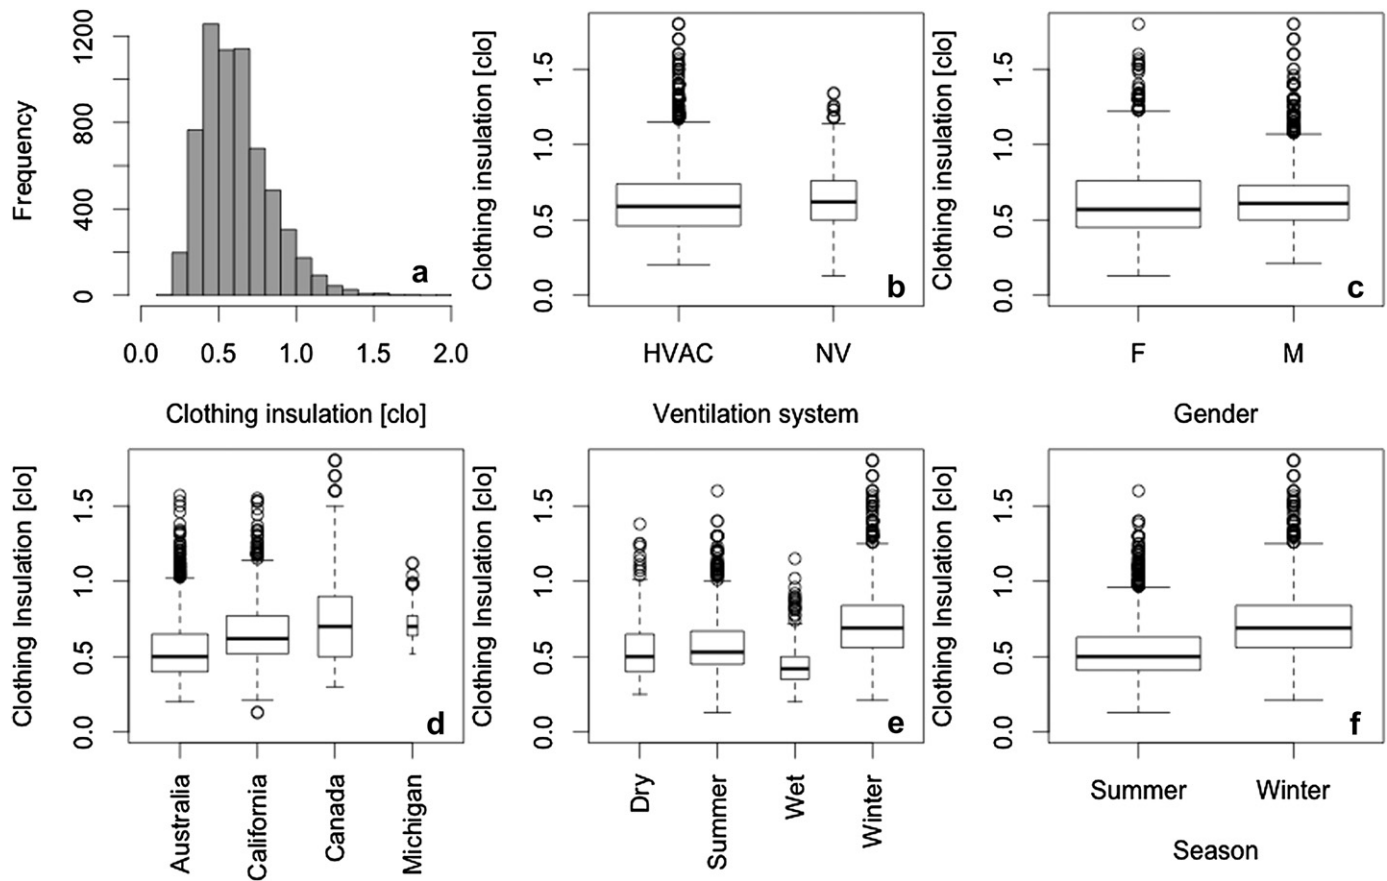 Frequency
0 400 800 1200
0.0 0.5 1.0 1.5 2.0
Clothing insulation [clo]
a
Clothing insulation [clo]
0.0 0.5 1.0 1.5
HVAC NV
Ventilation system
b
Clothing insulation [clo]
0.0 0.5 1.0 1.5
F M
Gender
c
Clothing Insulation [clo]
0.0 0.5 1.0 1.5
Australia
California
Canada
Michigan
d
Clothing Insulation [clo]
0.0 0.5 1.0 1.5
Dry
Summer
Wet
Winter
e
Clothing Insulation [clo]
0.0 0.5 1.0 1.5
Summer Winter
Season
f